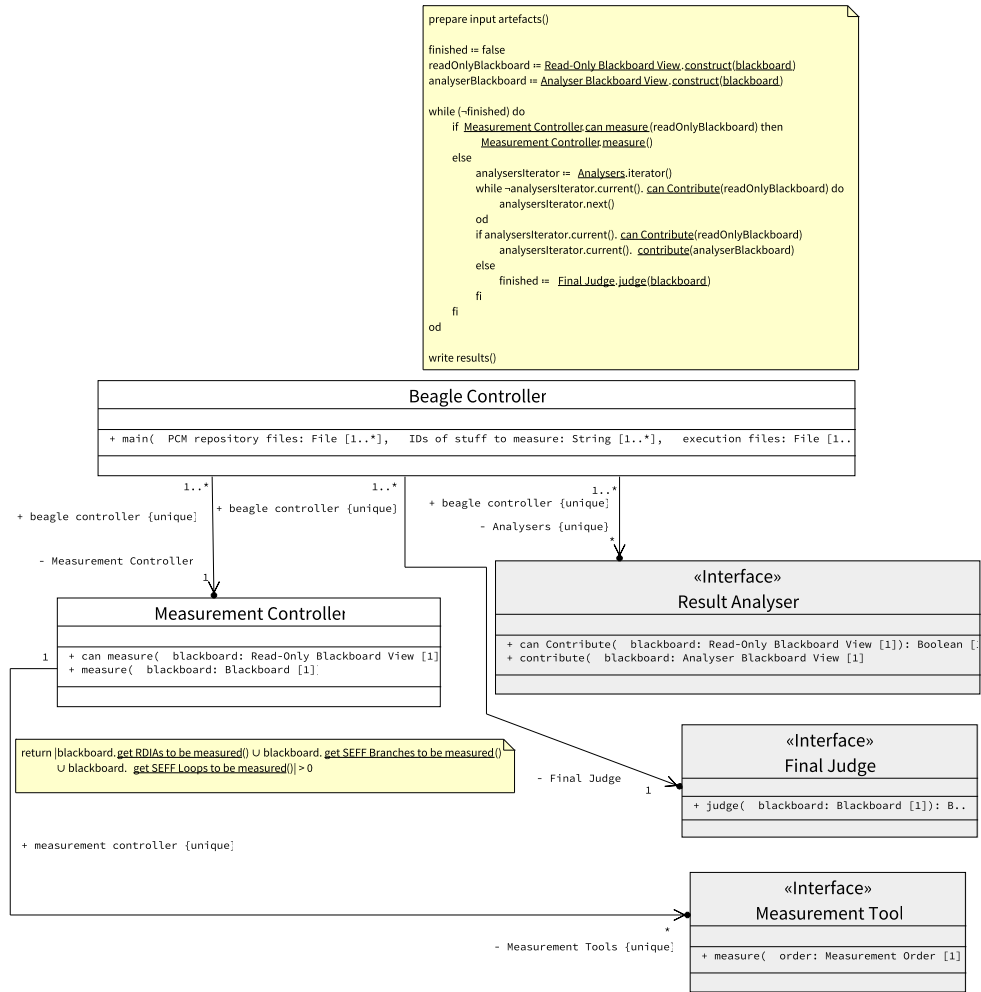 prepare input artefacts()
finished ≔ false
readOnlyBlackboard ≔ Read-Only Blackboard View.construct(blackboard)
analyserBlackboard ≔ Analyser Blackboard View.construct(blackboard)
while (¬finished) do
if Measurement Controller.can measure(readOnlyBlackboard) then
Measurement Controller.measure()
else
analysersIterator ≔ Analysers.iterator()
while ¬analysersIterator.current(). can Contribute(readOnlyBlackboard) do
analysersIterator.next()
od
if analysersIterator.current(). can Contribute(readOnlyBlackboard)
analysersIterator.current(). contribute(analyserBlackboard)
else
finished ≔ Final Judge.judge(blackboard)
fi
fi
od
write results()
Beagle Controller
+ main( PCM repository files: File [1..*], IDs of stuff to measure: String [1..*], execution files: File [1..
1..*
1..*
1..*
+ beagle controller {unique}
+ beagle controller {unique}
+ beagle controller {unique}
- Analysers {unique}
*
- Measurement Controller
1
«Interface»
Result Analyser
+ can Contribute( blackboard: Read-Only Blackboard View [1]): Boolean [
+ contribute( blackboard: Analyser Blackboard View [1]
Measurement Controller
1
+ can measure( blackboard: Read-Only Blackboard View [1]
+ measure( blackboard: Blackboard [1]
return |blackboard.get RDIAs to be measured() ∪ blackboard. get SEFF Branches to be measured()
∪ blackboard. get SEFF Loops to be measured()| > 0
«Interface»
Final Judge
- Final Judge
1
+ judge( blackboard: Blackboard [1]): B..
+ measurement controller {unique}
«Interface»
Measurement Tool
*
- Measurement Tools {unique}
+ measure( order: Measurement Order [1]